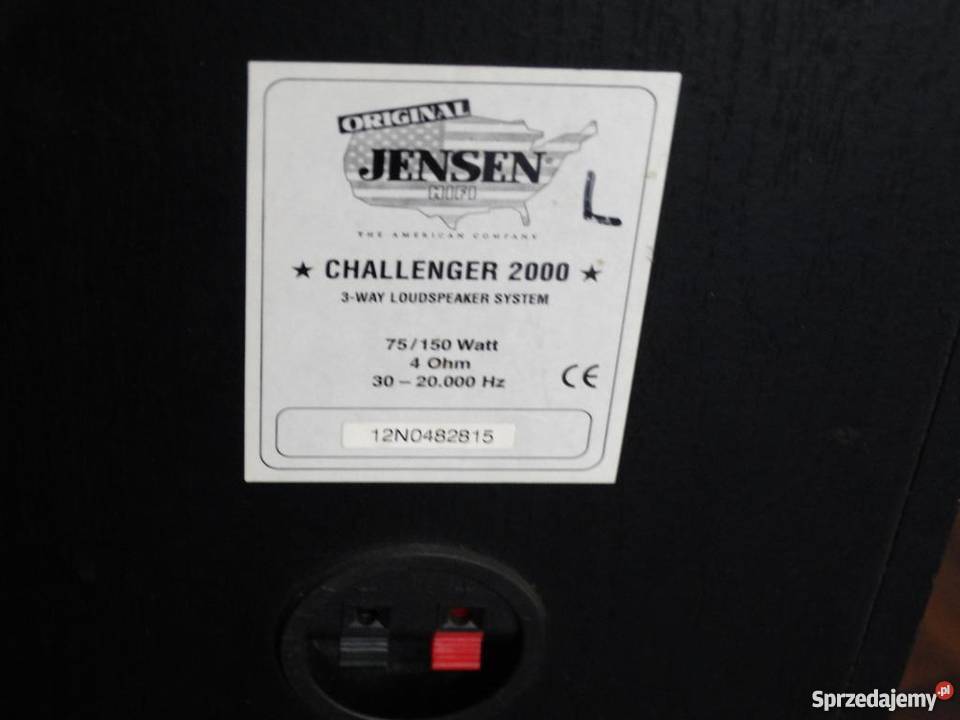 ORIGINAL
JENSEN®
HIFI
THE AMERICAN COMPANY
L
★ CHALLENGER 2000 ★
3-WAY LOUDSPEAKER SYSTEM
75/150 Watt
4 Ohm
30 – 20.000 Hz
CE
12N0482815
Sprzedajemy.pl